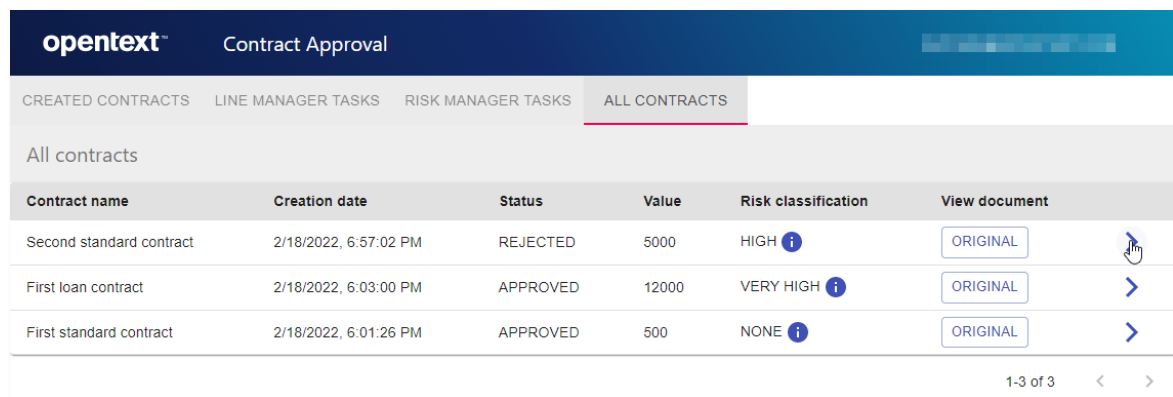 opentext™ Contract Approval
CREATED CONTRACTS LINE MANAGER TASKS RISK MANAGER TASKS ALL CONTRACTS
All contracts
Contract name Creation date Status Value Risk classification View document
Second standard contract 2/18/2022, 6:57:02 PM REJECTED 5000 HIGH i ORIGINAL
First loan contract 2/18/2022, 6:03:00 PM APPROVED 12000 VERY HIGH i ORIGINAL
First standard contract 2/18/2022, 6:01:26 PM APPROVED 500 NONE i ORIGINAL
1-3 of 3